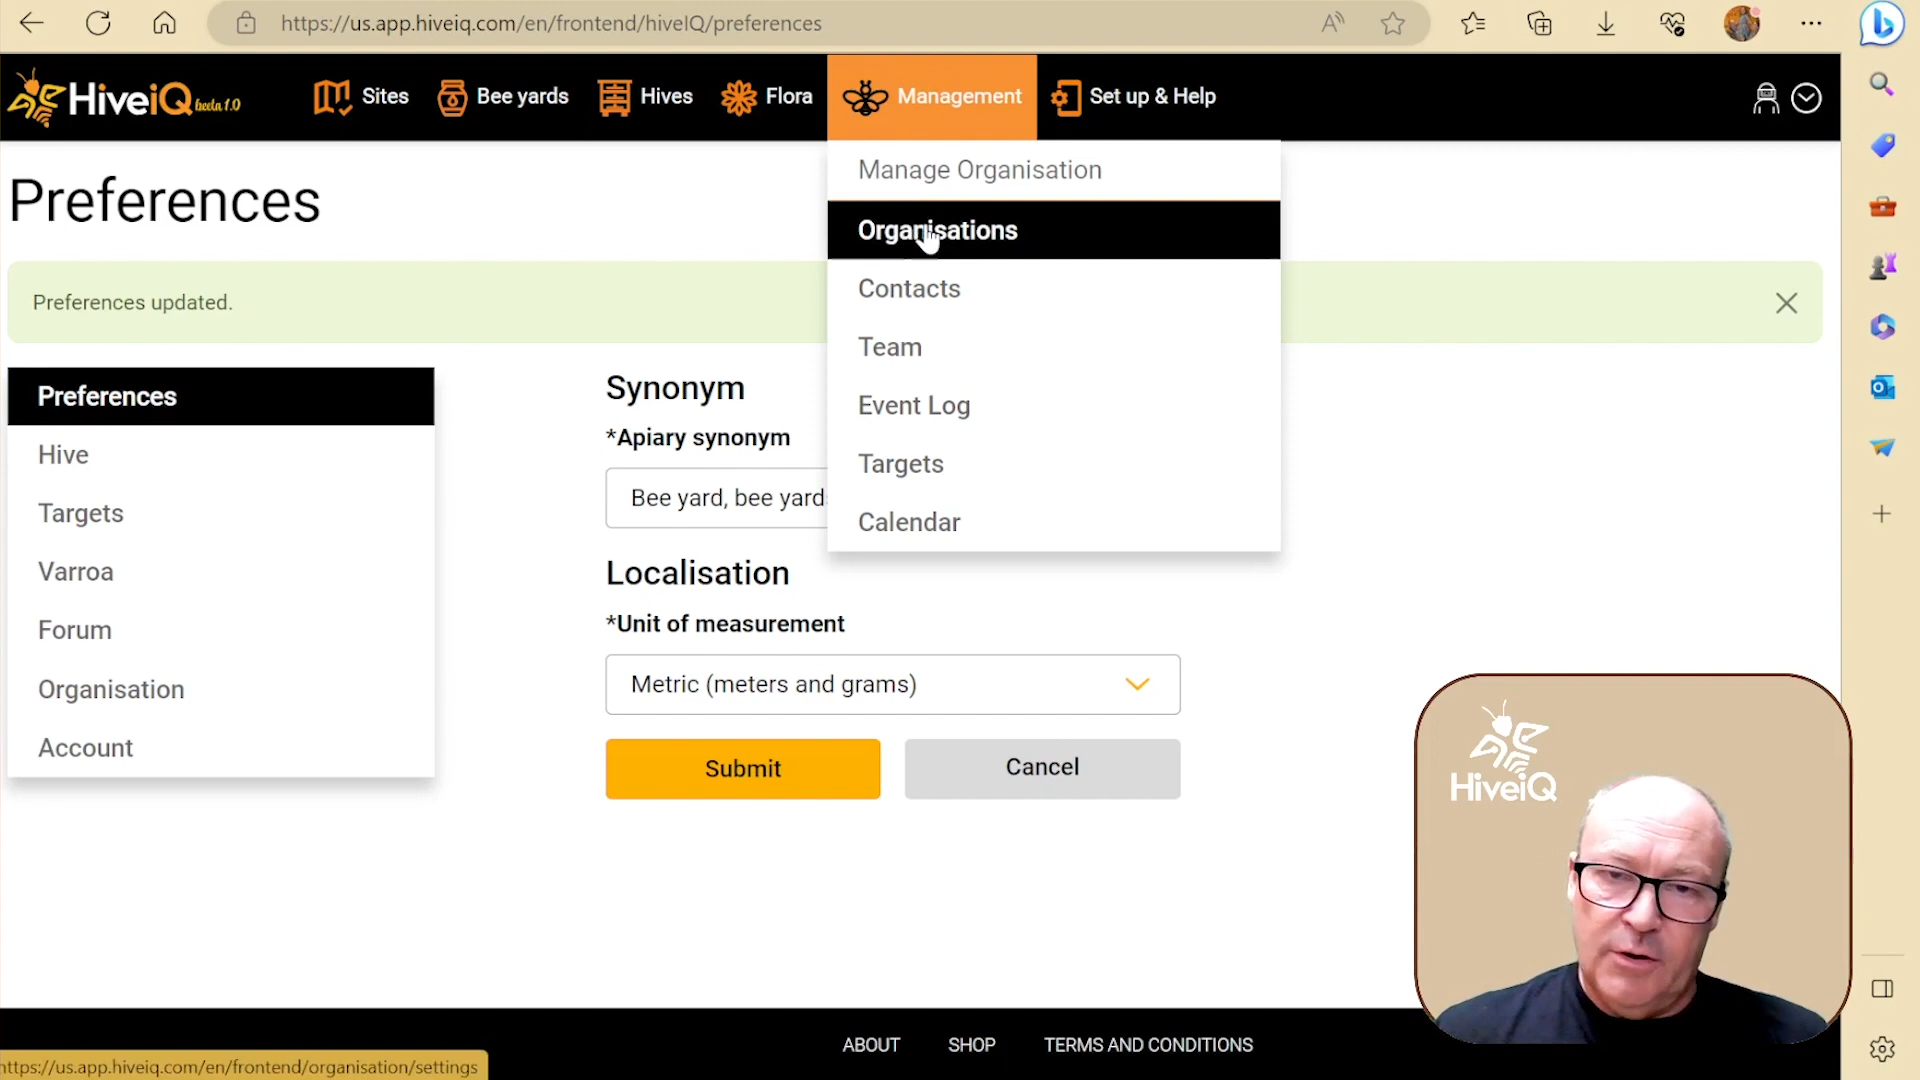 https://us.app.hiveiq.com/en/frontend/hiveIQ/preferences
HiveiQ beela 1.0
Sites
Bee yards
Hives
Flora
Management
Set up & Help
Manage Organisation
Organisations
Contacts
Team
Event Log
Targets
Calendar
Preferences
Preferences updated.
Preferences
Hive
Targets
Varroa
Forum
Organisation
Account
Synonym
*Apiary synonym
Bee yard, bee yard
Localisation
*Unit of measurement
Metric (meters and grams)
Submit
Cancel
HiveiQ
ABOUT
SHOP
TERMS AND CONDITIONS
https://us.app.hiveiq.com/en/frontend/organisation/settings